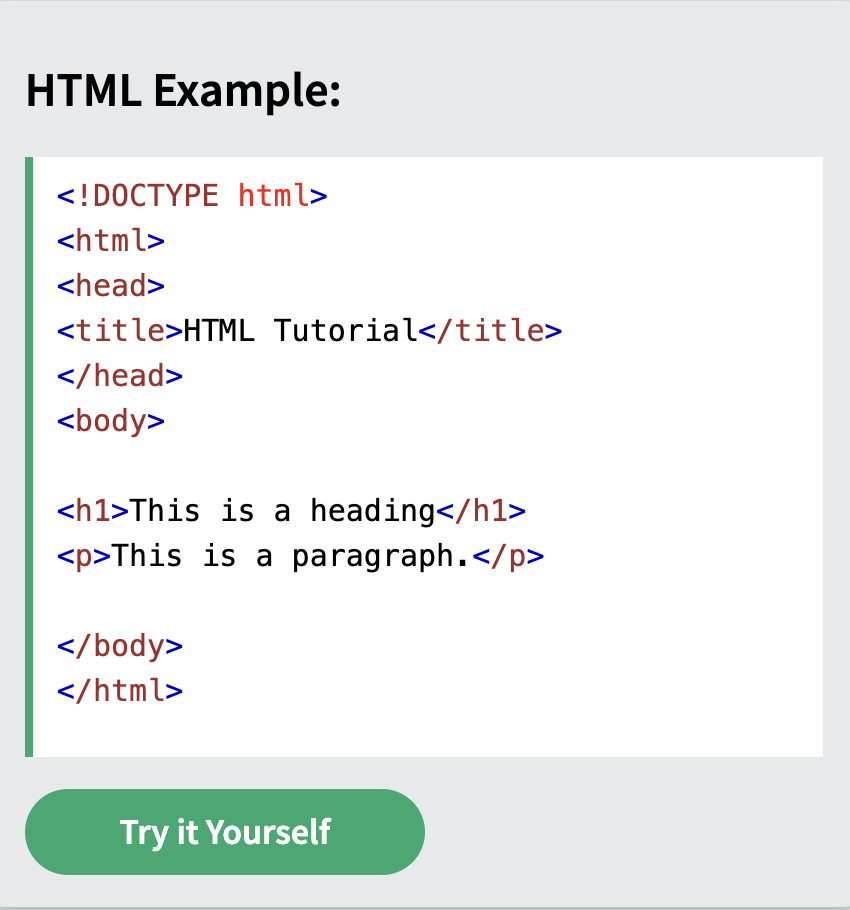 HTML Example:
<!DOCTYPE html>
<html>
<head>
<title>HTML Tutorial</title>
</head>
<body>
<h1>This is a heading</h1>
<p>This is a paragraph.</p>
</body>
</html>
Try it Yourself